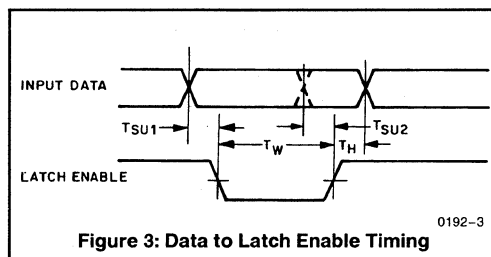 INPUT DATA
TSU1
TSU2
TW
TH
LATCH ENABLE
0192-3
Figure 3: Data to Latch Enable Timing